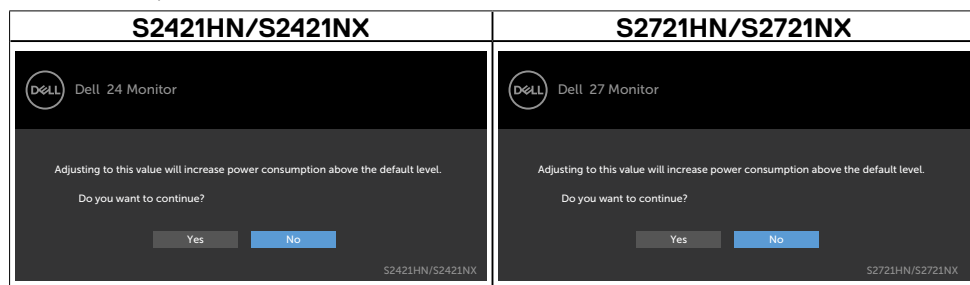 S2421HN/S2421NX
S2721HN/S2721NX
DELL
Dell 24 Monitor
Adjusting to this value will increase power consumption above the default level.
Do you want to continue?
Yes
No
S2421HN/S2421NX
DELL
Dell 27 Monitor
Adjusting to this value will increase power consumption above the default level.
Do you want to continue?
Yes
No
S2721HN/S2721NX